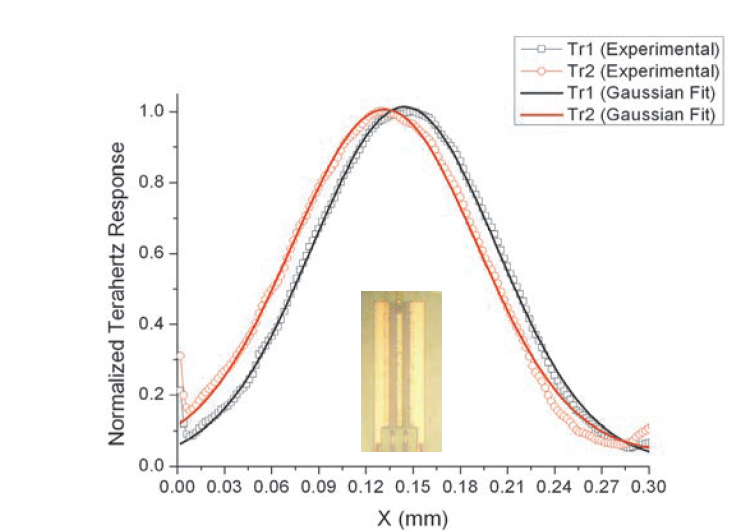 Tr1 (Experimental)
Tr2 (Experimental)
Tr1 (Gaussian Fit)
Tr2 (Gaussian Fit)
Normalized Terahertz Response
1.0
0.8
0.6
0.4
0.2
0.0
0.00 0.03 0.06 0.09 0.12 0.15 0.18 0.21 0.24 0.27 0.30
X (mm)